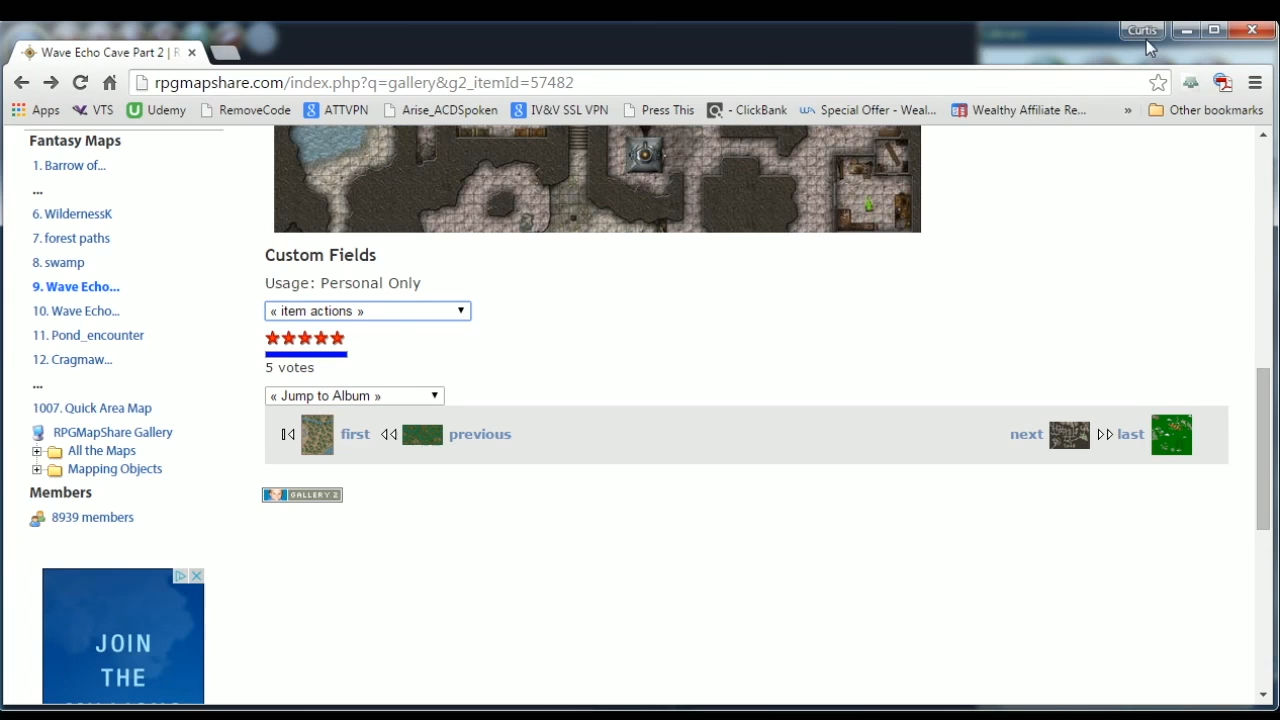 Curtis
Wave Echo Cave Part 2 | R
rpgmapshare.com/index.php?q=gallery&g2_itemId=57482
Apps VTS Udemy RemoveCode ATTVPN Arise_ACDSpoken IV&V SSL VPN Press This - ClickBank Special Offer - Weal... Wealthy Affiliate Re... » Other bookmarks
Fantasy Maps
1. Barrow of...
...
6. WildernessK
7. forest paths
8. swamp
9. Wave Echo...
10. Wave Echo...
11. Pond_encounter
12. Cragmaw...
...
1007. Quick Area Map
RPGMapShare Gallery
All the Maps
Mapping Objects
Members
8939 members
JOIN
THE
Custom Fields
Usage: Personal Only
« item actions »
5 votes
« Jump to Album »
first previous next last
GALLERY 2